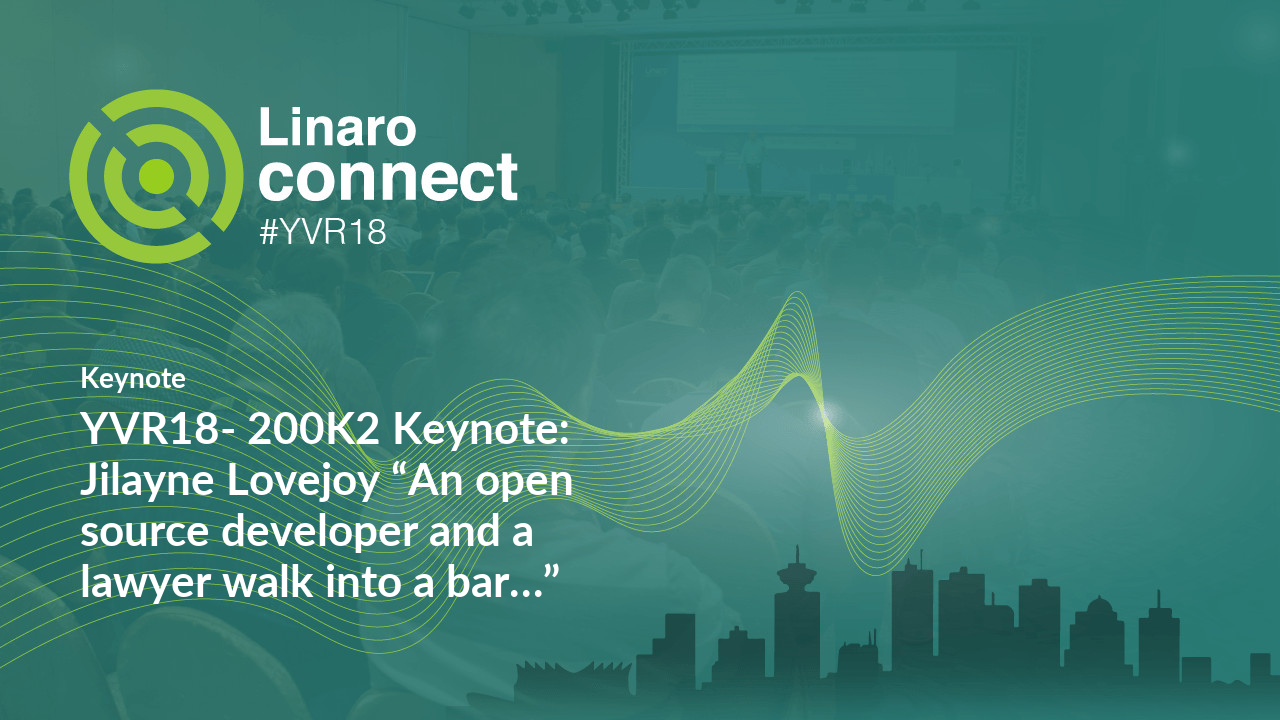 Linaro
connect
#YVR18
Keynote
YVR18- 200K2 Keynote:
Jilayne Lovejoy “An open
source developer and a
lawyer walk into a bar...”